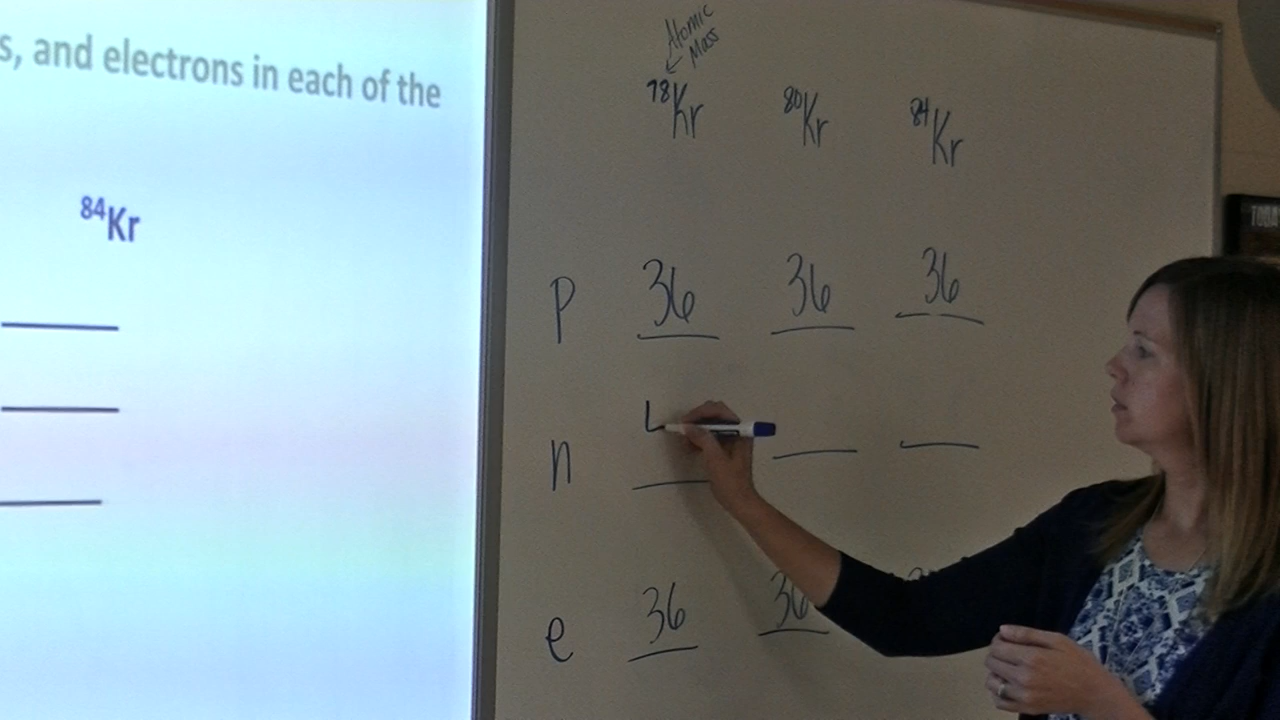 s, and electrons in each of the
84Kr
Atomic
Mass
78Kr 80Kr 84Kr
p 36 36 36
n
e 36 36